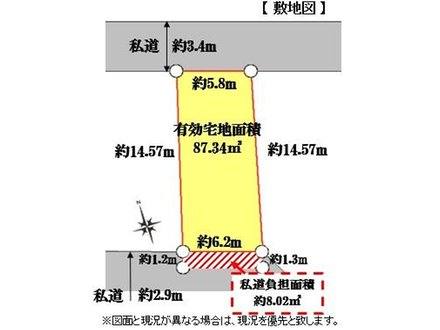 【 敷地図 】
私道
約3.4m
約5.8m
有効宅地面積
87.34㎡
約14.57m
約14.57m
N
約6.2m
約1.2m
約1.3m
私道負担面積
約8.02㎡
私道
約2.9m
※図面と現況が異なる場合は、現況を優先と致します。